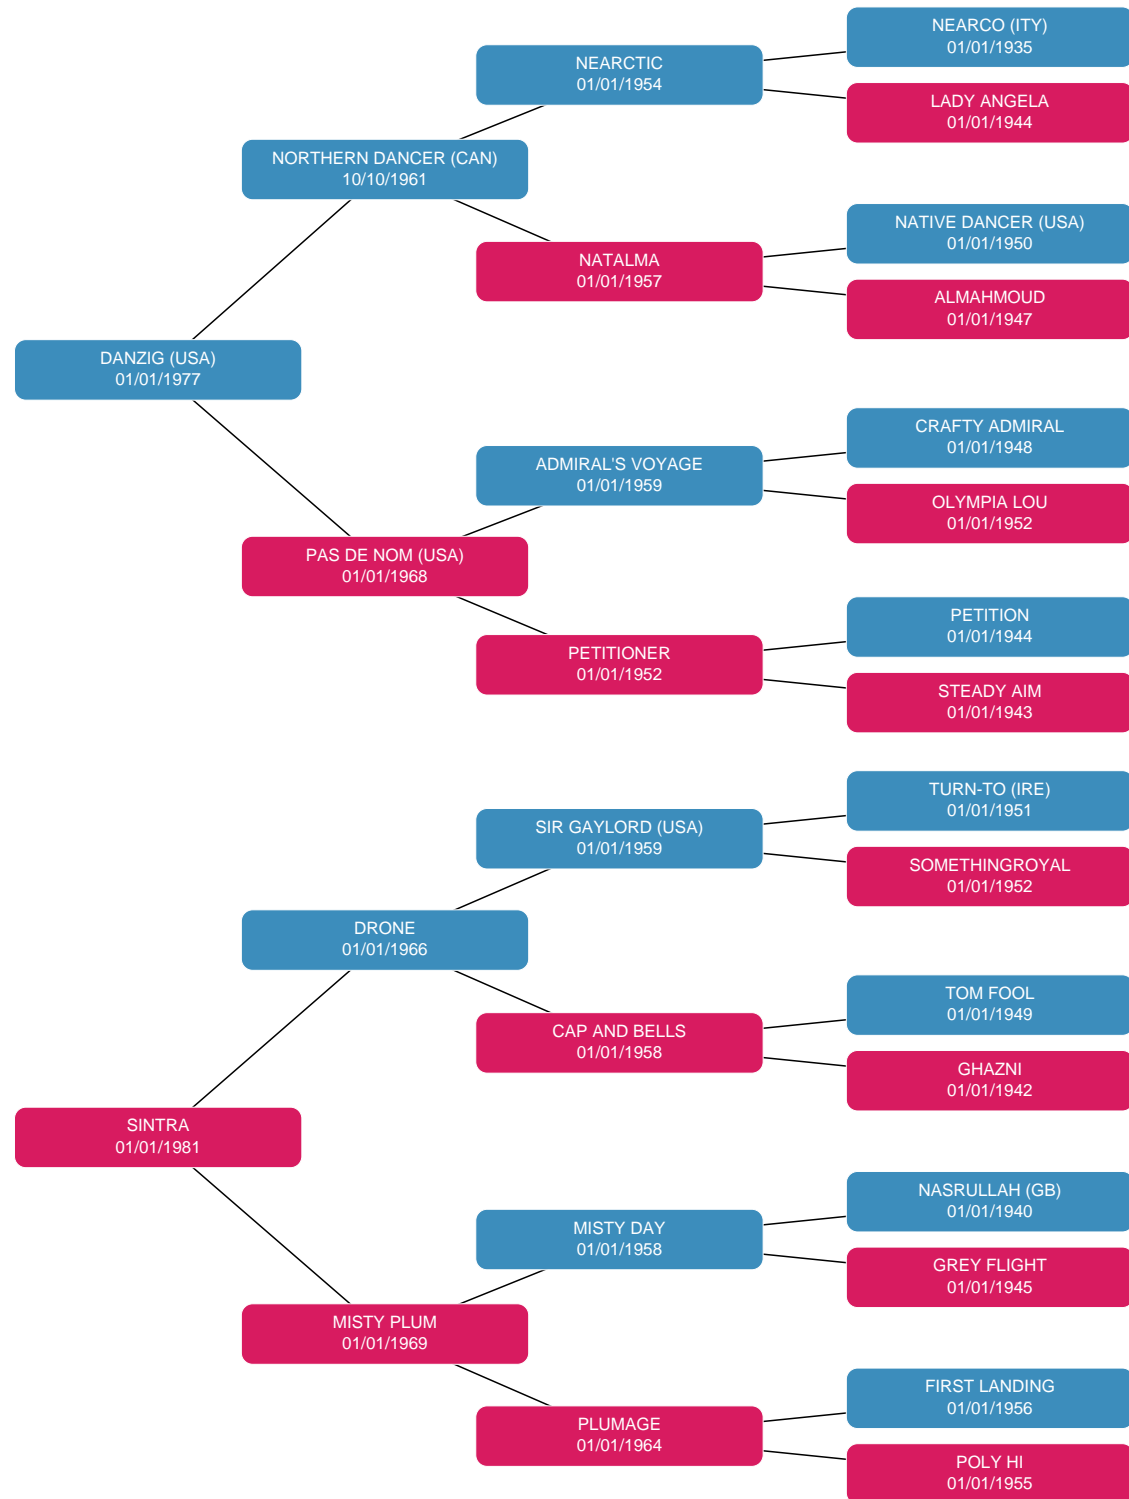 NEARCO (ITY)
01/01/1935
NEARCTIC
01/01/1954
LADY ANGELA
01/01/1944
NORTHERN DANCER (CAN)
10/10/1961
NATIVE DANCER (USA)
01/01/1950
NATALMA
01/01/1957
ALMAHMOUD
01/01/1947
DANZIG (USA)
01/01/1977
CRAFTY ADMIRAL
01/01/1948
ADMIRAL'S VOYAGE
01/01/1959
OLYMPIA LOU
01/01/1952
PAS DE NOM (USA)
01/01/1968
PETITION
01/01/1944
PETITIONER
01/01/1952
STEADY AIM
01/01/1943
TURN-TO (IRE)
01/01/1951
SIR GAYLORD (USA)
01/01/1959
SOMETHINGROYAL
01/01/1952
DRONE
01/01/1966
TOM FOOL
01/01/1949
CAP AND BELLS
01/01/1958
GHAZNI
01/01/1942
SINTRA
01/01/1981
NASRULLAH (GB)
01/01/1940
MISTY DAY
01/01/1958
GREY FLIGHT
01/01/1945
MISTY PLUM
01/01/1969
FIRST LANDING
01/01/1956
PLUMAGE
01/01/1964
POLY HI
01/01/1955